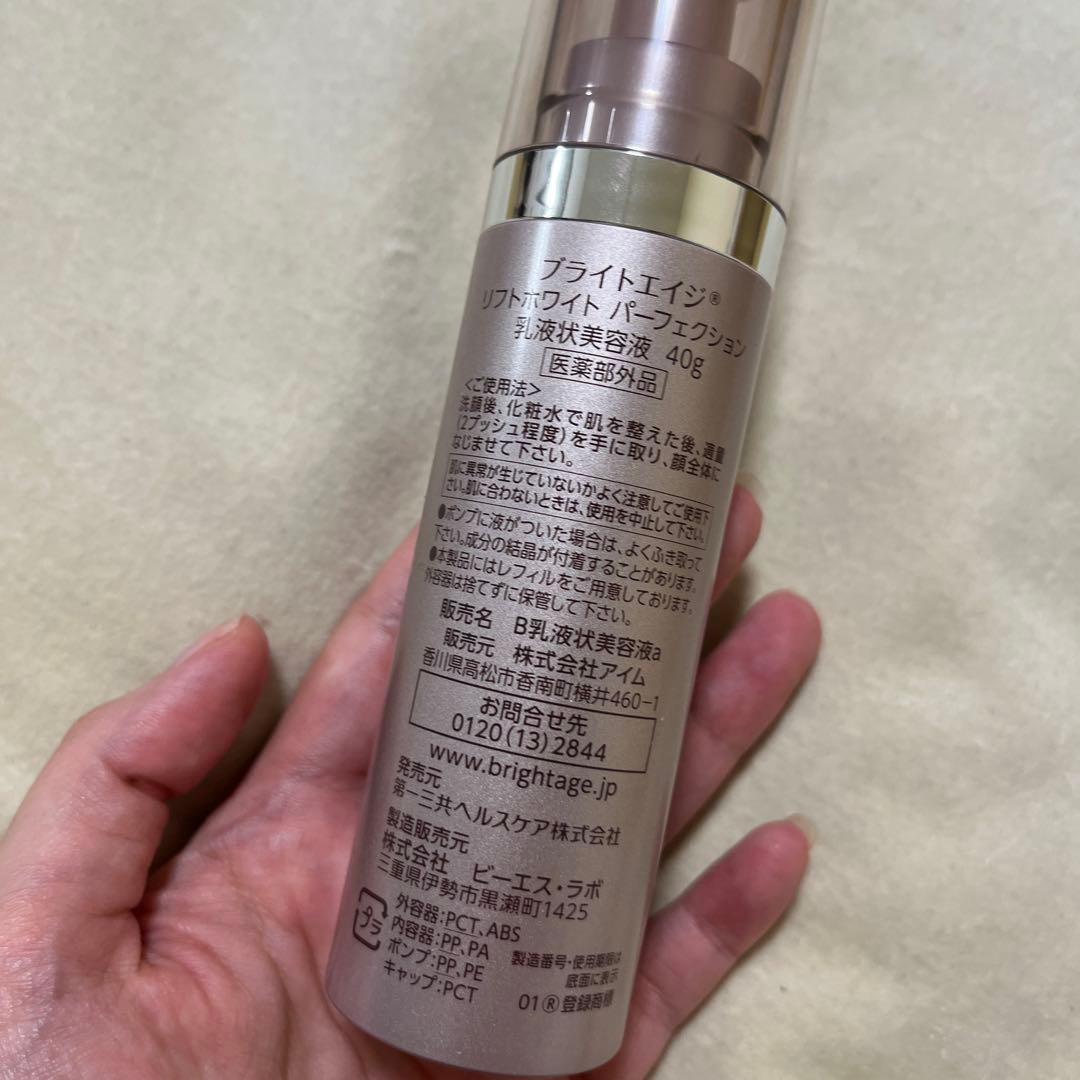 ブライトエイジ®
リフトホワイト パーフェクション
乳液状美容液 40g
医薬部外品
<ご使用法>
洗顔後、化粧水で肌を整えた後、適量
(2プッシュ程度)を手に取り、顔全体に
なじませて下さい。
肌に異常が生じていないかよく注意してご使用下
さい。肌に合わないときは、使用を中止して下さい。
●ポンプに液がついた場合は、よくふき取って
下さい。成分の結晶が付着することがあります。
●本製品にはレフィルをご用意しております。
外容器は捨てずに保管して下さい。
販売名 B乳液状美容液a
販売元 株式会社アイム
香川県高松市香南町横井460-1
お問合せ先
0120(13)2844
www.brightage.jp
発売元
第一三共ヘルスケア株式会社
製造販売元
株式会社 ビーエス・ラボ
三重県伊勢市黒瀬町1425
プラ
外容器:PCT、ABS
内容器:PP、PA
ポンプ:PP、PE
キャップ:PCT
製造番号・使用期限は
底面に表示
01 ®登録商標